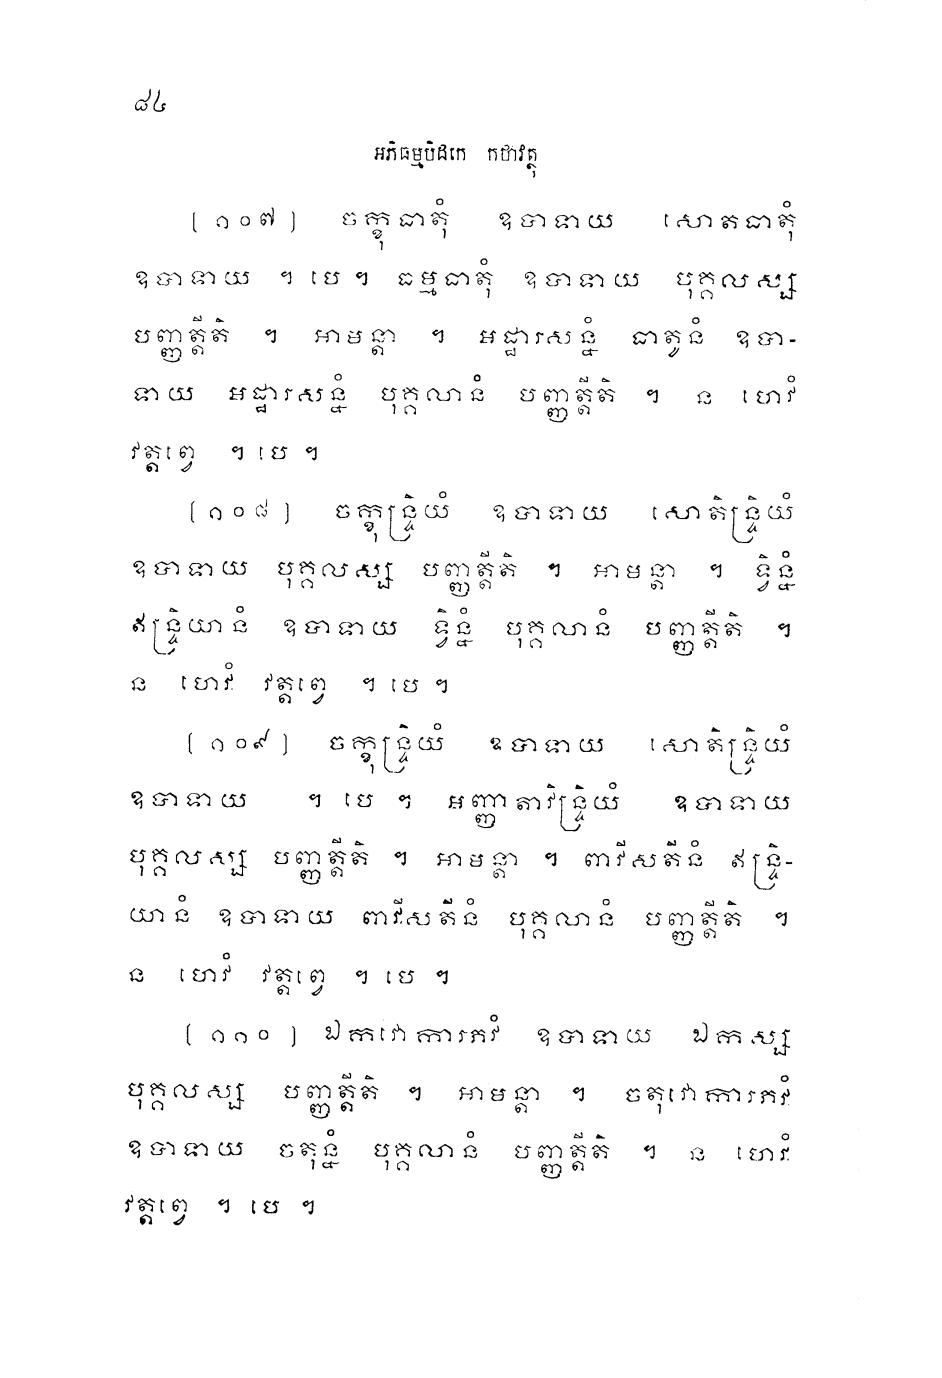 ៨៤
អភិធម្មបិដកេ កថាវត្ថុ
[១០៧] ចក្ខុធាតុំ ឧបាទាយ សោតធាតុំ
ឧបាទាយ ។ បេ ។ ធម្មធាតុំ ឧបាទាយ បុគ្គលស្ស
បញ្ញត្តីតិ ។ អាមន្តា ។ អដ្ឋារសន្នំ ធាតូនំ ឧបា-
ទាយ អដ្ឋារសន្នំ បុគ្គលានំ បញ្ញត្តីតិ ។ ន ហេវំ
វត្តព្វេ ។ បេ ។
[១០៨] ចក្ខុន្ទ្រិយំ ឧបាទាយ សោតិន្ទ្រិយំ
ឧបាទាយ បុគ្គលស្ស បញ្ញត្តីតិ ។ អាមន្តា ។ ទ្វិន្នំ
ឥន្ទ្រិយានំ ឧបាទាយ ទ្វិន្នំ បុគ្គលានំ បញ្ញត្តីតិ ។
ន ហេវំ វត្តព្វេ ។ បេ ។
[១០៩] ចក្ខុន្ទ្រិយំ ឧបាទាយ សោតិន្ទ្រិយំ
ឧបាទាយ ។ បេ ។ អញ្ញាតាវិន្ទ្រិយំ ឧបាទាយ
បុគ្គលស្ស បញ្ញត្តីតិ ។ អាមន្តា ។ ពាវីសតីនំ ឥន្ទ្រិ-
យានំ ឧបាទាយ ពាវីសតីនំ បុគ្គលានំ បញ្ញត្តីតិ ។
ន ហេវំ វត្តព្វេ ។ បេ ។
[១១០] ឯកវោការភវំ ឧបាទាយ ឯកស្ស
បុគ្គលស្ស បញ្ញត្តីតិ ។ អាមន្តា ។ ចតុវោការភវំ
ឧបាទាយ ចតុន្នំ បុគ្គលានំ បញ្ញត្តីតិ ។ ន ហេវំ
វត្តព្វេ ។ បេ ។